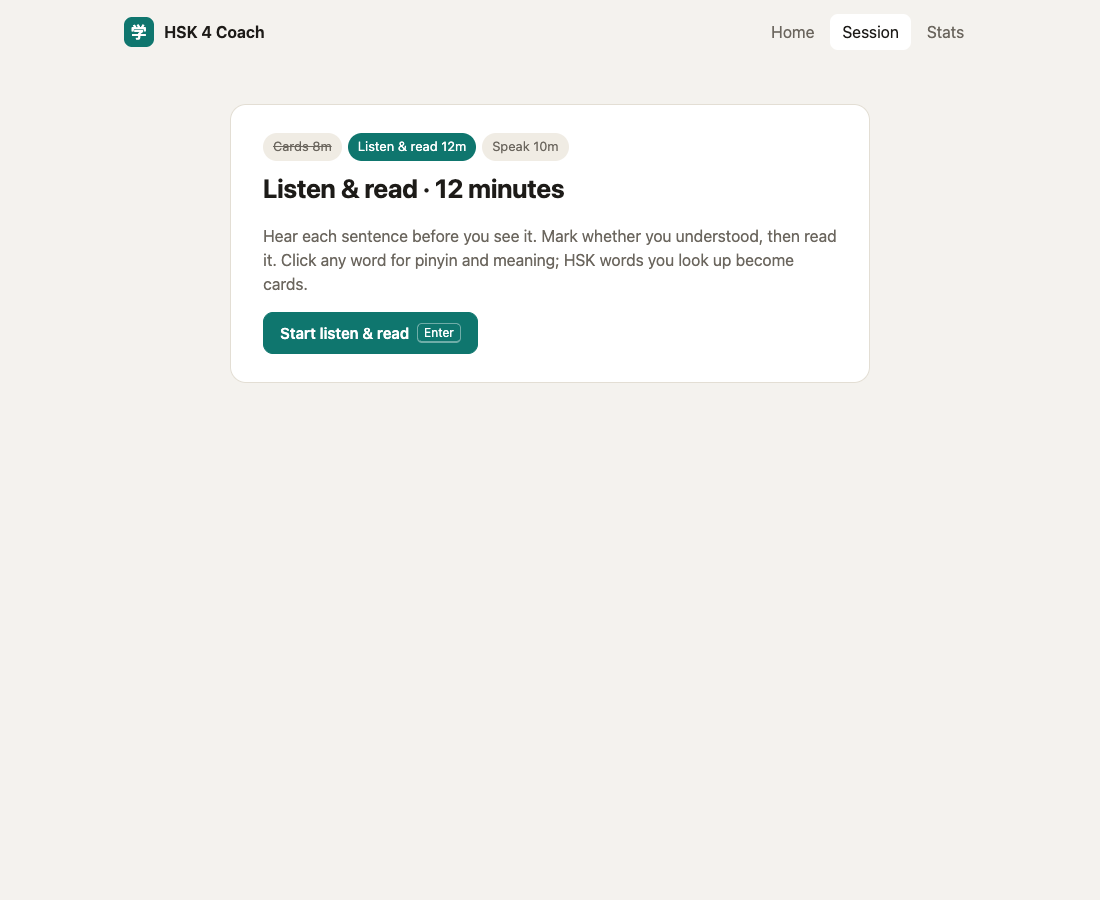 学 HSK 4 Coach
Home Session Stats
Cards 8m Listen & read 12m Speak 10m
Listen & read · 12 minutes
Hear each sentence before you see it. Mark whether you understood, then read
it. Click any word for pinyin and meaning; HSK words you look up become
cards.
Start listen & read Enter